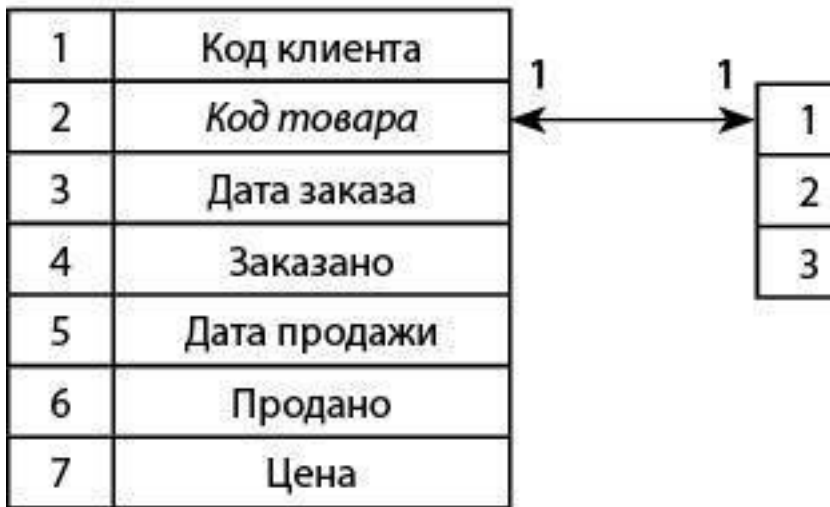 1 Код клиента
2 Код товара
3 Дата заказа
4 Заказано
5 Дата продажи
6 Продано
7 Цена
1 1
1
2
3